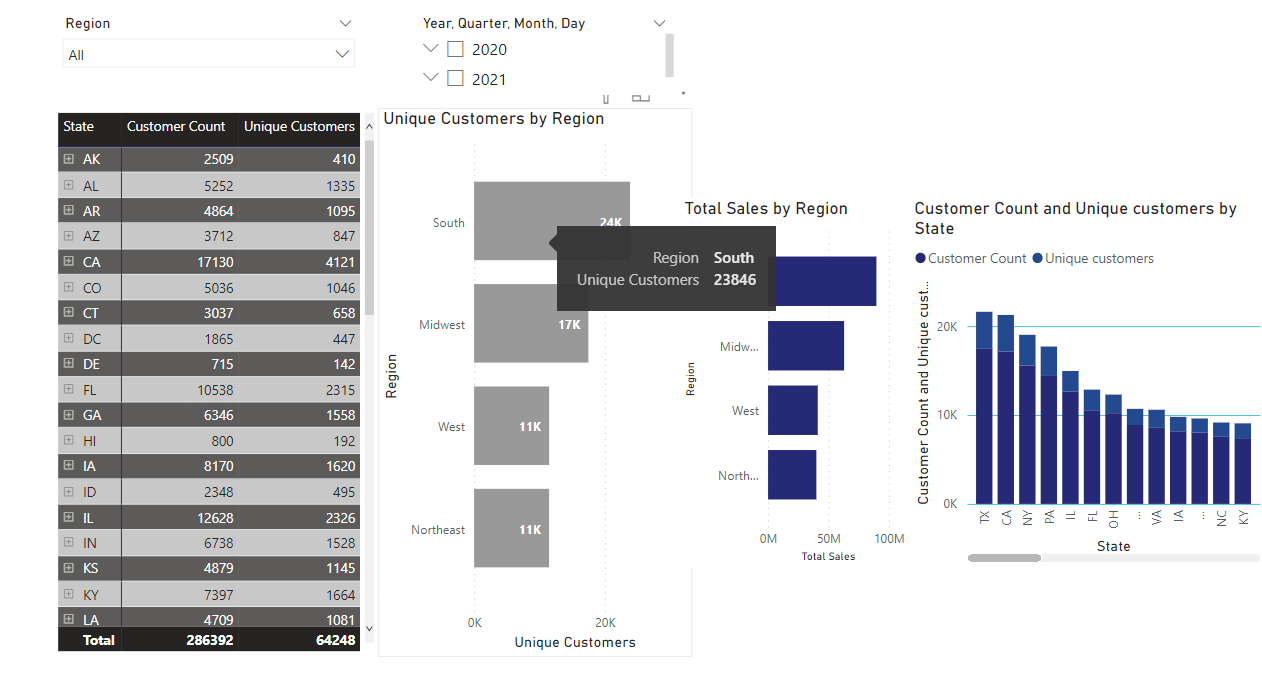 Region
All
Year, Quarter, Month, Day
2020
2021
State Customer Count Unique Customers
AK 2509 410
AL 5252 1335
AR 4864 1095
AZ 3712 847
CA 17130 4121
CO 5036 1046
CT 3037 658
DC 1865 447
DE 715 142
FL 10538 2315
GA 6346 1558
HI 800 192
IA 8170 1620
ID 2348 495
IL 12628 2326
IN 6738 1528
KS 4879 1145
KY 7397 1664
LA 4709 1081
Total 286392 64248
Unique Customers by Region
Region
South 24K
Midwest 17K
West 11K
Northeast 11K
0K 20K
Unique Customers
Region South
Unique Customers 23846
Total Sales by Region
Region
Midw...
West
North...
0M 50M 100M
Total Sales
Customer Count and Unique customers by
State
Customer Count Unique customers
Customer Count and Unique cust...
20K
10K
0K
TX CA NY PA IL FL OH ... VA IA ... NC KY
State